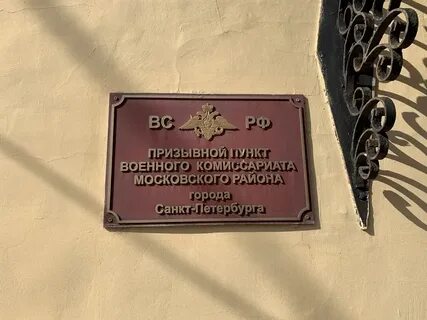 ВС РФ
ПРИЗЫВНОЙ ПУНКТ
ВОЕННОГО КОМИССАРИАТА
МОСКОВСКОГО РАЙОНА
города
Санкт-Петербурга